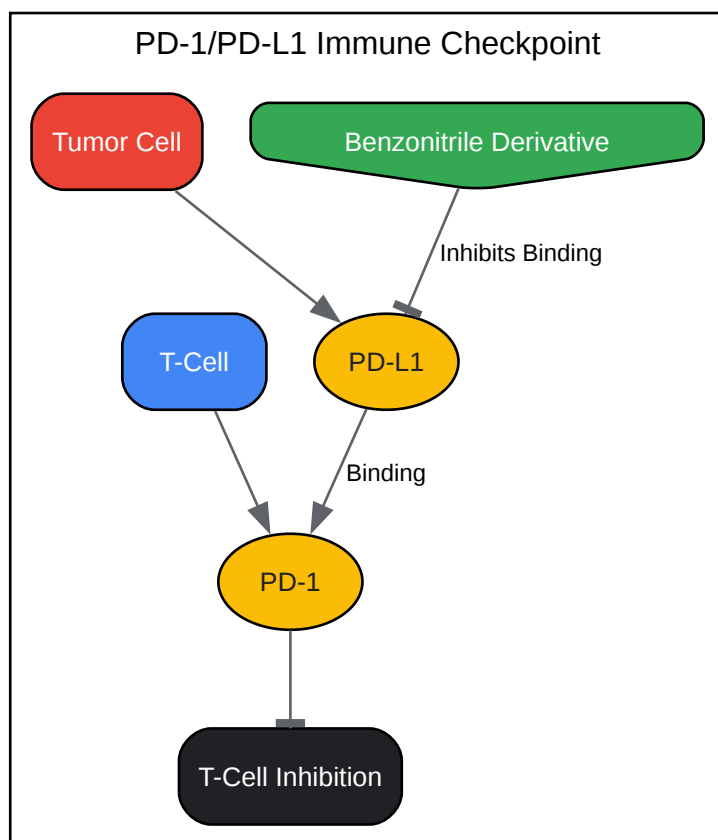 PD-1/PD-L1 Immune Checkpoint
Tumor Cell
Benzonitrile Derivative
Inhibits Binding
T-Cell
PD-L1
Binding
PD-1
T-Cell Inhibition